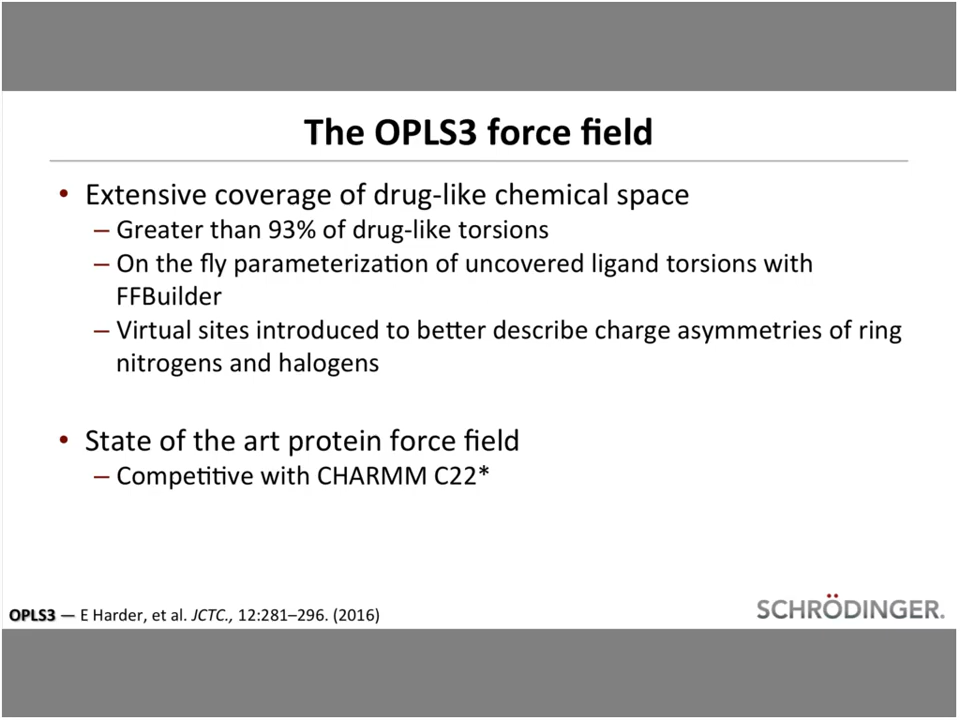 The OPLS3 force field
• Extensive coverage of drug-like chemical space
– Greater than 93% of drug-like torsions
– On the fly parameterization of uncovered ligand torsions with
FFBuilder
– Virtual sites introduced to better describe charge asymmetries of ring
nitrogens and halogens
• State of the art protein force field
– Competitive with CHARMM C22*
OPLS3 — E Harder, et al. JCTC., 12:281–296. (2016)
SCHRÖDINGER.